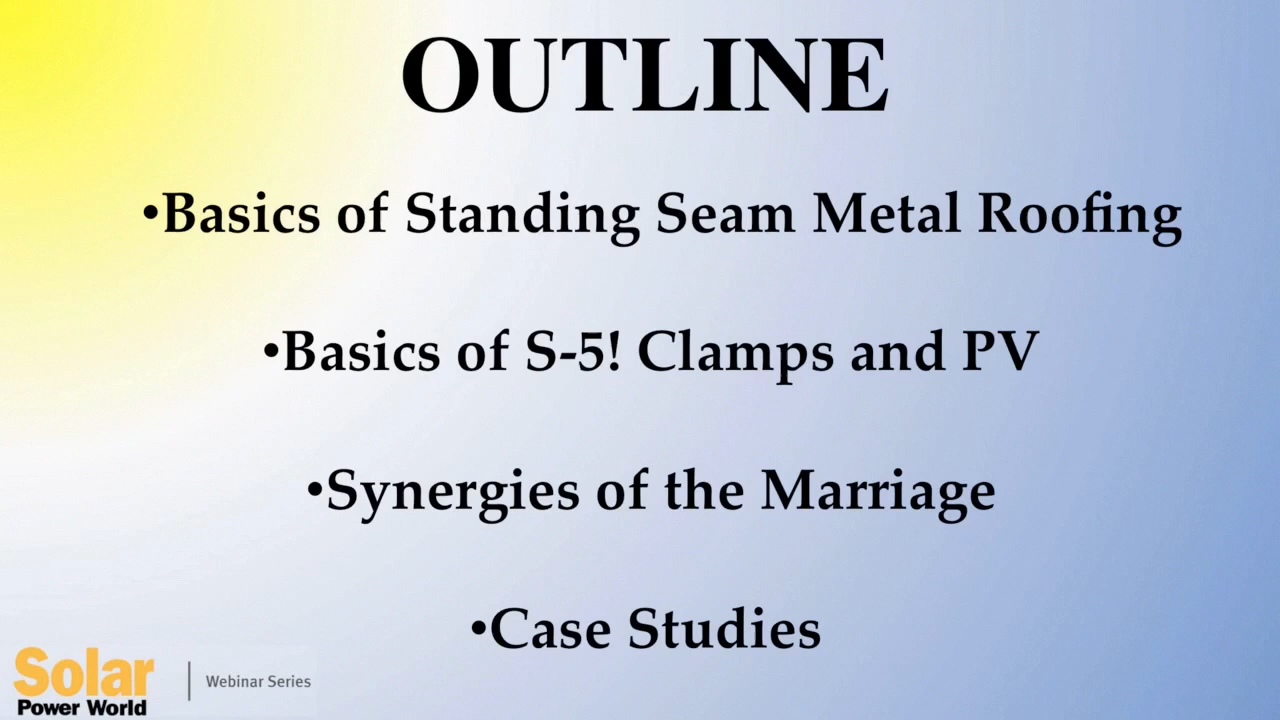 OUTLINE
•Basics of Standing Seam Metal Roofing
•Basics of S-5! Clamps and PV
•Synergies of the Marriage
•Case Studies
Solar
Power World
Webinar Series